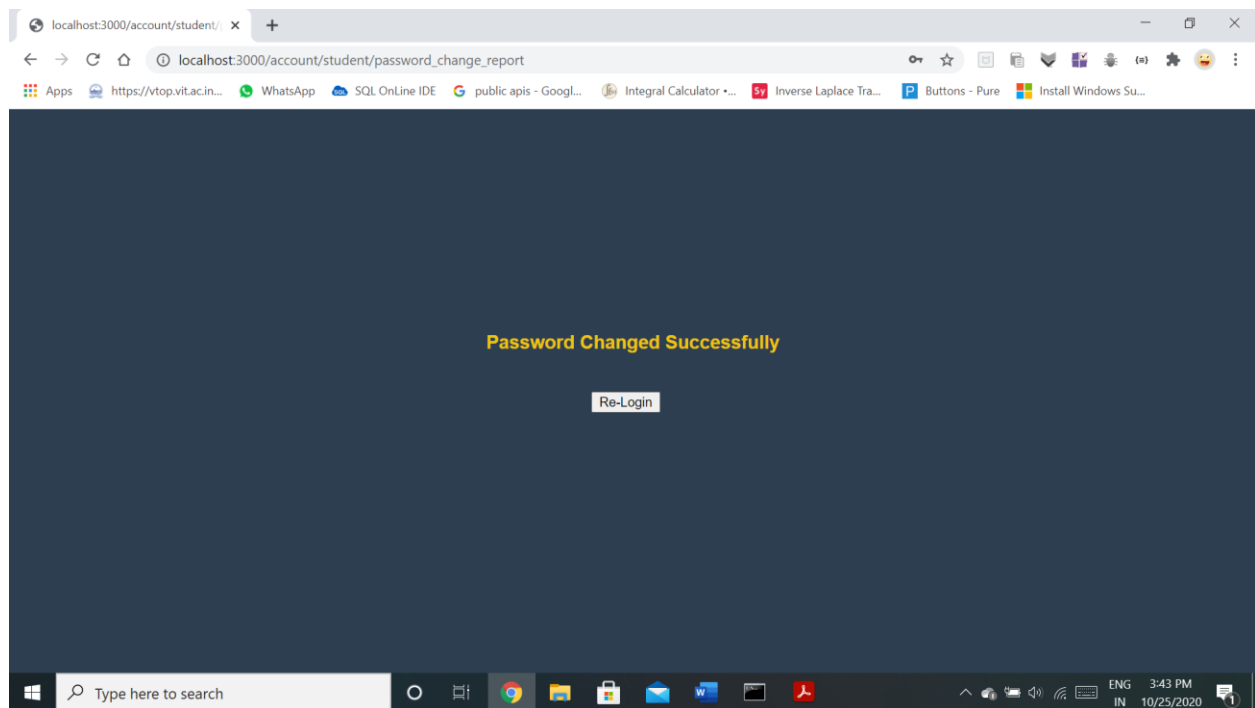 localhost:3000/account/student/
localhost:3000/account/student/password_change_report
Apps https://vtop.vit.ac.in... WhatsApp SQL OnLine IDE public apis - Googl... Integral Calculator •... Sy Inverse Laplace Tra... P Buttons - Pure Install Windows Su...
Password Changed Successfully
Re-Login
Type here to search
ENG 3:43 PM
IN 10/25/2020 1